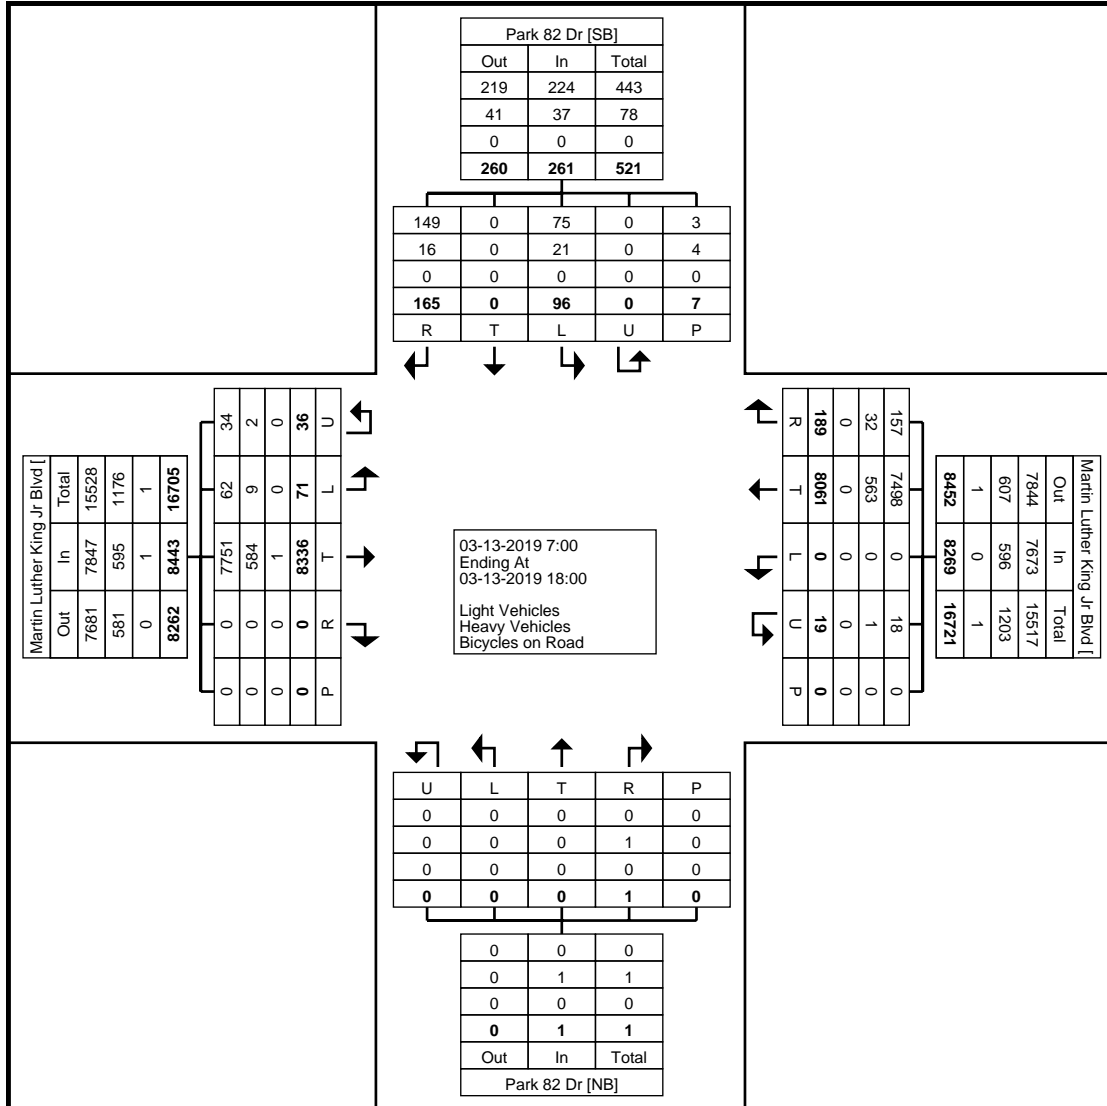 Park 82 Dr [SB]
Out In Total
219 224 443
41 37 78
0 0 0
260 261 521
149 0 75 0 3
16 0 21 0 4
0 0 0 0 0
165 0 96 0 7
R T L U P
Martin Luther King Jr Blvd [
Total In Out
15528 7847 7681
1176 595 581
1 1 0
16705 8443 8262
34 62 7751 0 0
2 9 584 0 0
0 0 1 0 0
36 71 8336 0 0
U L T R P
03-13-2019 7:00
Ending At
03-13-2019 18:00
Light Vehicles
Heavy Vehicles
Bicycles on Road
R T L U P
189 8061 0 19 0
0 0 0 0 0
32 563 0 1 0
157 7498 0 18 0
Martin Luther King Jr Blvd [
Out In Total
7844 7673 15517
607 596 1203
1 0 1
8452 8269 16721
U L T R P
0 0 0 0 0
0 0 0 1 0
0 0 0 0 0
0 0 0 1 0
0 0 0
0 1 1
0 0 0
0 1 1
Out In Total
Park 82 Dr [NB]